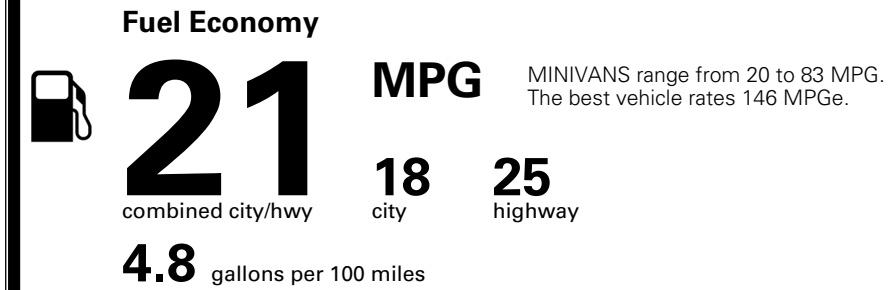 Fuel Economy
21 MPG
MINIVANS range from 20 to 83 MPG.
The best vehicle rates 146 MPGe.
18 25
combined city/hwy city highway
4.8 gallons per 100 miles